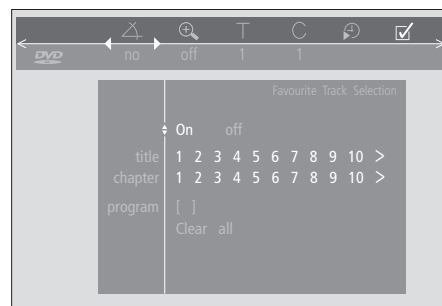 T C
DVD no off 1 1
Favourite Track Selection
On off
title 1 2 3 4 5 6 7 8 9 10 >
chapter 1 2 3 4 5 6 7 8 9 10 >
program [ ]
Clear all